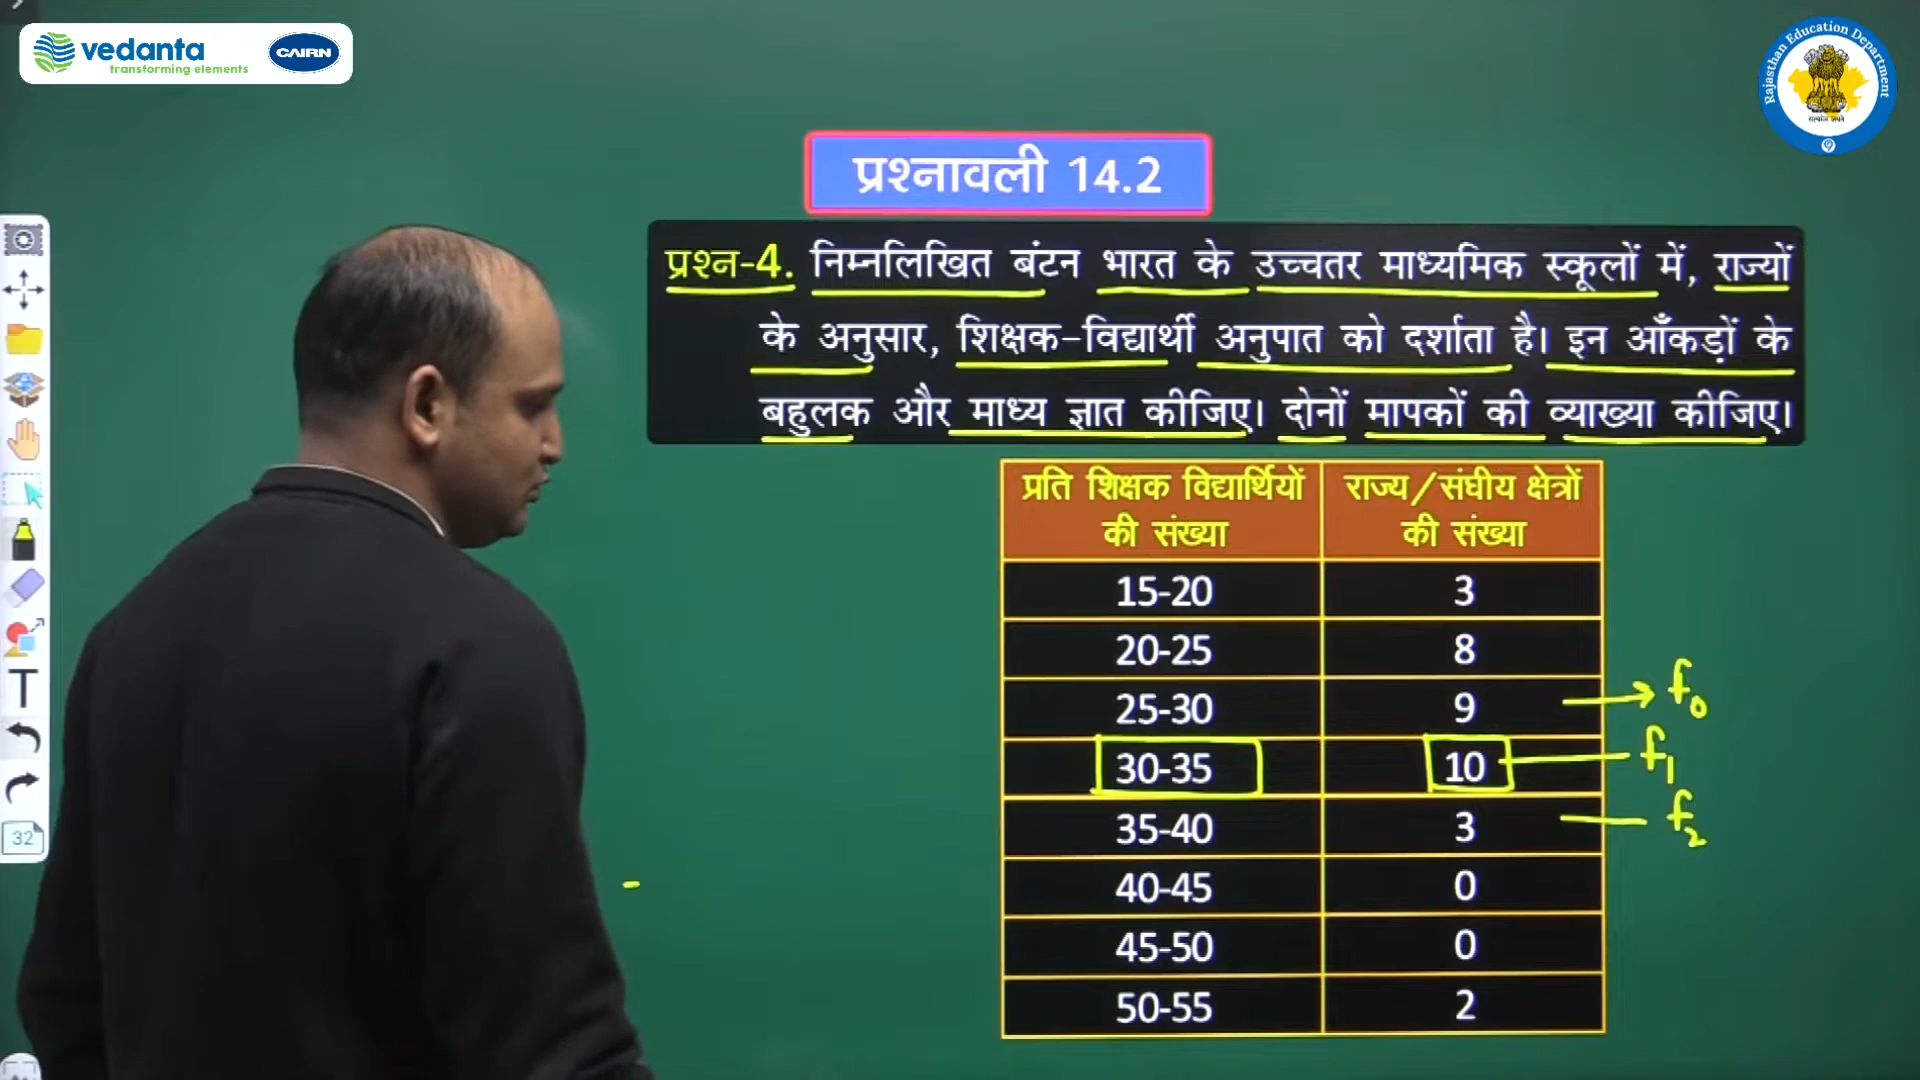 vedanta
transforming elements
CAIRN
Rajasthan Education Department
सत्यमेव जयते
प्रश्नावली 14.2
प्रश्न-4. निम्नलिखित बंटन भारत के उच्चतर माध्यमिक स्कूलों में, राज्यों
के अनुसार, शिक्षक-विद्यार्थी अनुपात को दर्शाता है। इन आँकड़ों के
बहुलक और माध्य ज्ञात कीजिए। दोनों मापकों की व्याख्या कीजिए।
प्रति शिक्षक विद्यार्थियों की संख्या राज्य/संघीय क्षेत्रों की संख्या
15-20 3
20-25 8
25-30 9 → f₀
30-35 10 f₁
35-40 3 f₂
40-45 0
45-50 0
50-55 2
T
32